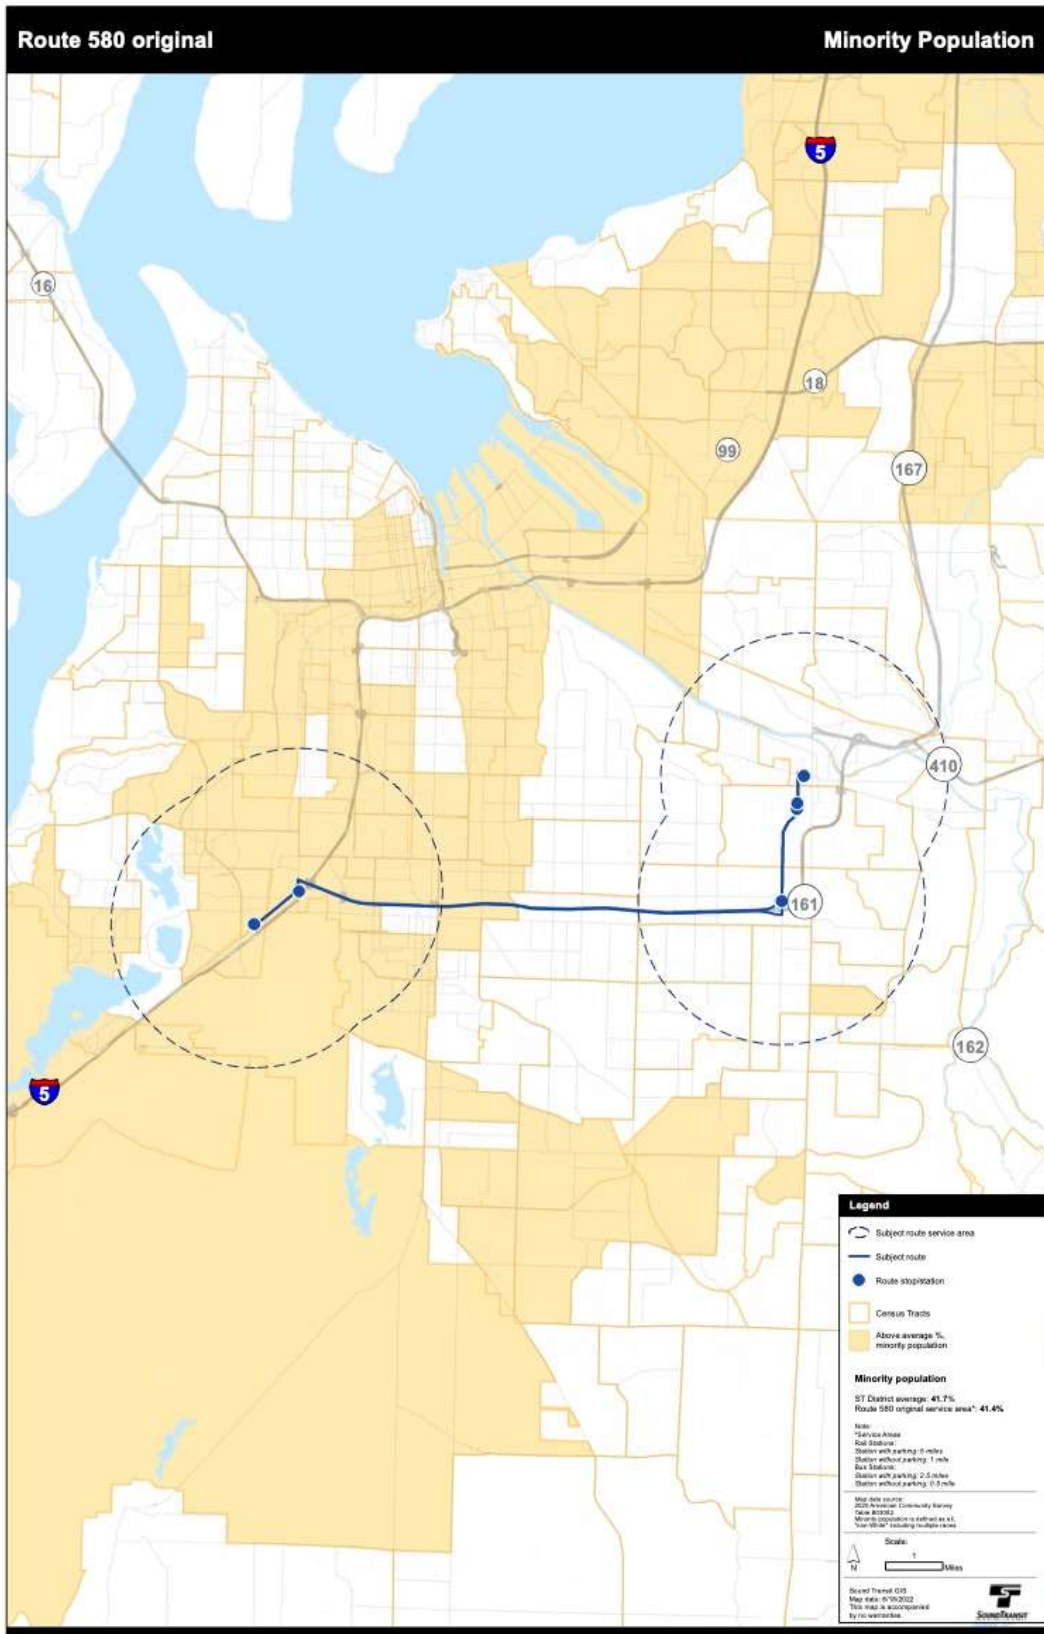 Route 580 original
Minority Population
5
16
18
99
167
410
161
162
5
Legend
Subject route service area
Subject route
Route stop/station
Census Tracts
Above average %,
minority population
Minority population
ST District average: 41.7%
Route 580 original service area*: 41.4%
Note:
*Service Areas
Rail Stations:
Station with parking: 5 miles
Station without parking: 1 mile
Bus Stations:
Station with parking: 2.5 miles
Station without parking: 0.5 mile
Map data source:
2020 American Community Survey
Table
Minority population is defined as all
"non-White" including multiple races
Scale:
1
Miles
N
Sound Transit GIS
Map date:
This map is accompanied
by no warranties.
SOUNDTRANSIT